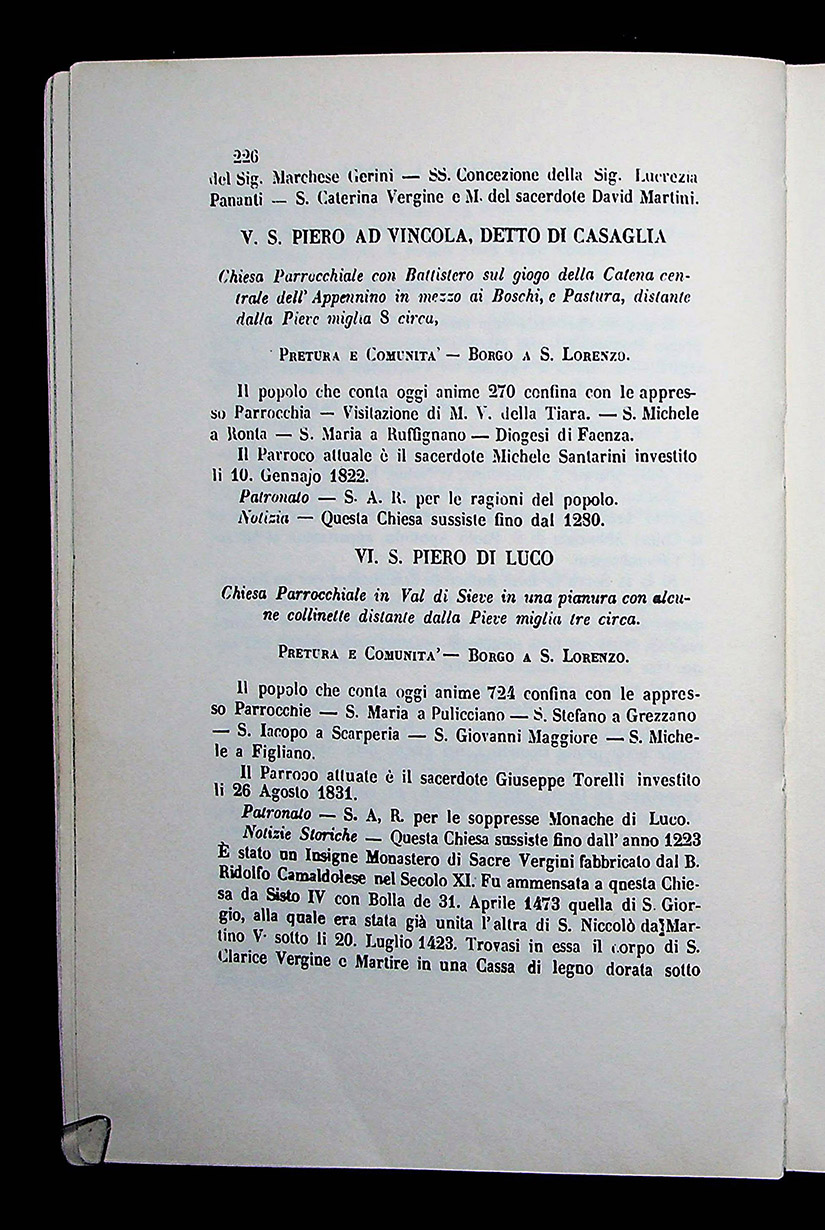 226
del Sig. Marchese Gerini — SS. Concezione della Sig. Lucrezia
Pananti — S. Caterina Vergine e M. del sacerdote David Martini.
V. S. PIERO AD VINCOLA, DETTO DI CASAGLIA
Chiesa Parrocchiale con Battistero sul giogo della Catena cen-
trale dell' Appennino in mezzo ai Boschi, e Pastura, distante
dalla Pieve miglia 8 circa,
PRETURA E COMUNITA' — BORGO A S. LORENZO.
Il popolo che conta oggi anime 270 confina con le appres-
so Parrocchia — Visitazione di M. V. della Tiara. — S. Michele
a Ronta — S. Maria a Ruffignano — Diogesi di Faenza.
Il Parroco attuale è il sacerdote Michele Santarini investito
li 10. Gennajo 1822.
Patronato — S. A. R. per le ragioni del popolo.
Notizia — Questa Chiesa sussiste fino dal 1280.
VI. S. PIERO DI LUCO
Chiesa Parrocchiale in Val di Sieve in una pianura con alcu-
ne collinette distante dalla Pieve miglia tre circa.
PRETURA E COMUNITA' — BORGO A S. LORENZO.
Il popolo che conta oggi anime 724 confina con le appres-
so Parrocchie — S. Maria a Pulicciano — S. Stefano a Grezzano
— S. Iacopo a Scarperia — S. Giovanni Maggiore — S. Miche-
le a Figliano.
Il Parroco attuale è il sacerdote Giuseppe Torelli investito
li 26 Agosto 1831.
Patronato — S. A, R. per le soppresse Monache di Luco.
Notizie Storiche — Questa Chiesa sussiste fino dall' anno 1223
È stato un Insigne Monastero di Sacre Vergini fabbricato dal B.
Ridolfo Camaldolese nel Secolo XI. Fu ammensata a questa Chie-
sa da Sisto IV con Bolla de 31. Aprile 1473 quella di S. Gior-
gio, alla quale era stata già unita l'altra di S. Niccolò da Mar-
tino V. sotto li 20. Luglio 1423. Trovasi in essa il corpo di S.
Clarice Vergine e Martire in una Cassa di legno dorata sotto